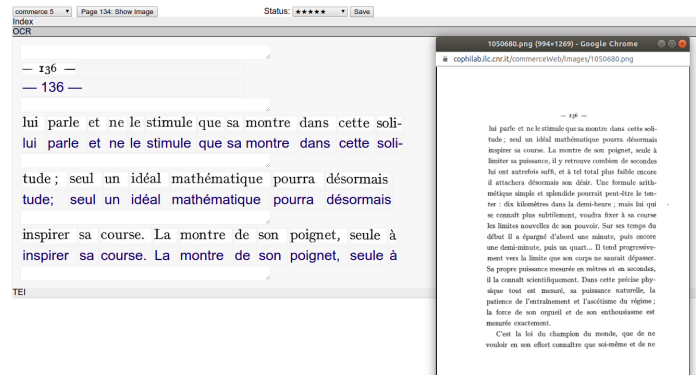 commerce 5
Page 134: Show Image
Status: ★★★★★
Save
Index
OCR
— 136 —
— 136 —
lui parle et ne le stimule que sa montre dans cette soli-
lui parle et ne le stimule que sa montre dans cette soli-
tude ; seul un idéal mathématique pourra désormais
tude; seul un idéal mathématique pourra désormais
inspirer sa course. La montre de son poignet, seule à
inspirer sa course. La montre de son poignet, seule à
TEI
1050680.png (994×1269) - Google Chrome
cophilab.ilc.cnr.it/commerceWeb/images/1050680.png
— 136 —
lui parle et ne le stimule que sa montre dans cette soli-
tude ; seul un idéal mathématique pourra désormais
inspirer sa course. La montre de son poignet, seule à
limiter sa puissance, il y retrouve combien de secondes
lui ont autrefois suffi, et à tel total plus faible encore
il attachera désormais son désir. Une formule arith-
métique simple et splendide pourrait peut-être le ten-
ter : dix kilomètres dans la demi-heure ; mais lui qui
se connaît plus subtilement, voudra fixer à sa course
les limites nouvelles de son pouvoir. Sur ses temps du
début il a épargné d'abord une minute, puis encore
une demi-minute, puis un quart... Il tend progressive-
ment vers la limite que son corps ne saurait dépasser.
Sa propre puissance mesurée en mètres et en secondes,
il la connaît scientifiquement. Dans cette précise phy-
sique tout est mesuré, sa puissance naturelle, la
patience de l'entraînement et l'ascétisme du régime ;
la force de son orgueil et de son enthousiasme est
mesurée exactement.
C'est la loi du champion du monde, que de ne
vouloir en son effort connaître que soi-même et de ne